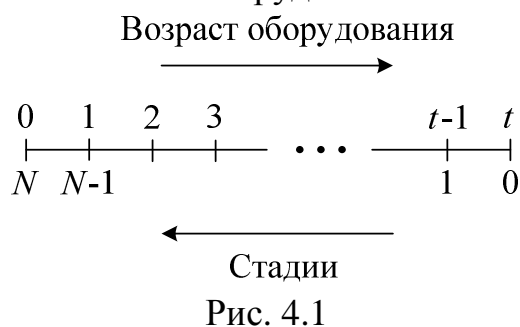 Возраст оборудования
0 1 2 3 t-1 t
N N-1 1 0
Стадии
Рис. 4.1